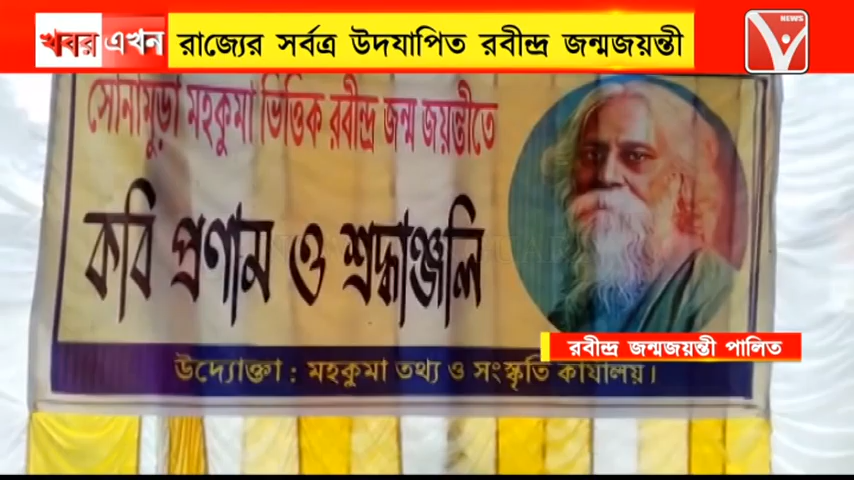 খবর এখন রাজ্যের সর্বত্র উদযাপিত রবীন্দ্র জন্মজয়ন্তী
NEWS
সোনামুড়া মহকুমা ভিত্তিক রবীন্দ্র জন্ম জয়ন্তীতে
কবি প্রণাম ও শ্রদ্ধাঞ্জলি
রবীন্দ্র জন্মজয়ন্তী পালিত
উদ্যোক্তা : মহকুমা তথ্য ও সংস্কৃতি কার্যালয়।